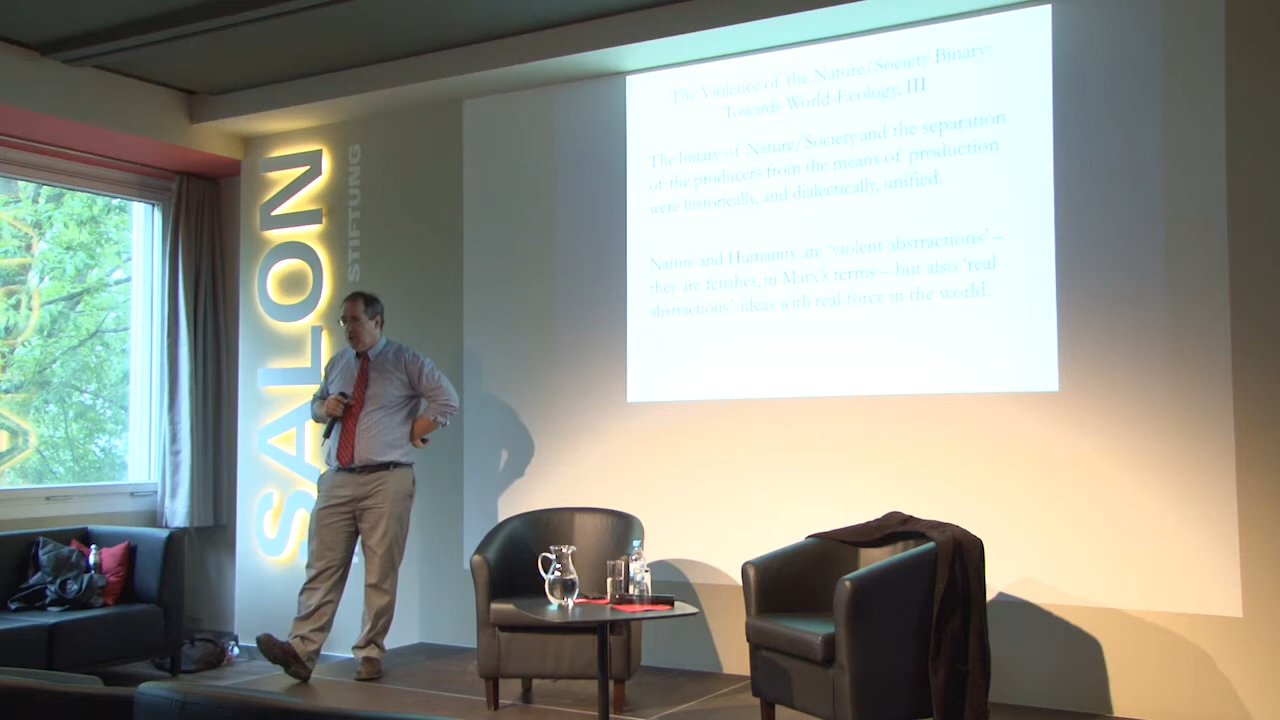 SALON
STIFTUNG
The Violence of the Nature/Society Binary:
Towards World-Ecology, III
The binary of Nature/Society and the separation
of the producers from the means of production
were historically, and dialectically, unified.
Nature and Humanity are ‘violent abstractions’ –
they are fetishes, in Marx’s terms – but also ‘real
abstractions’: ideas with real force in the world.